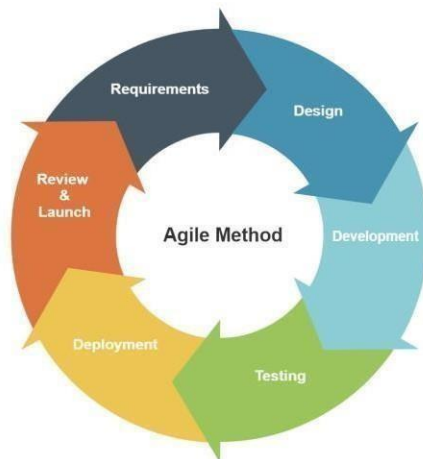 Requirements
Design
Development
Testing
Deployment
Review
&
Launch
Agile Method